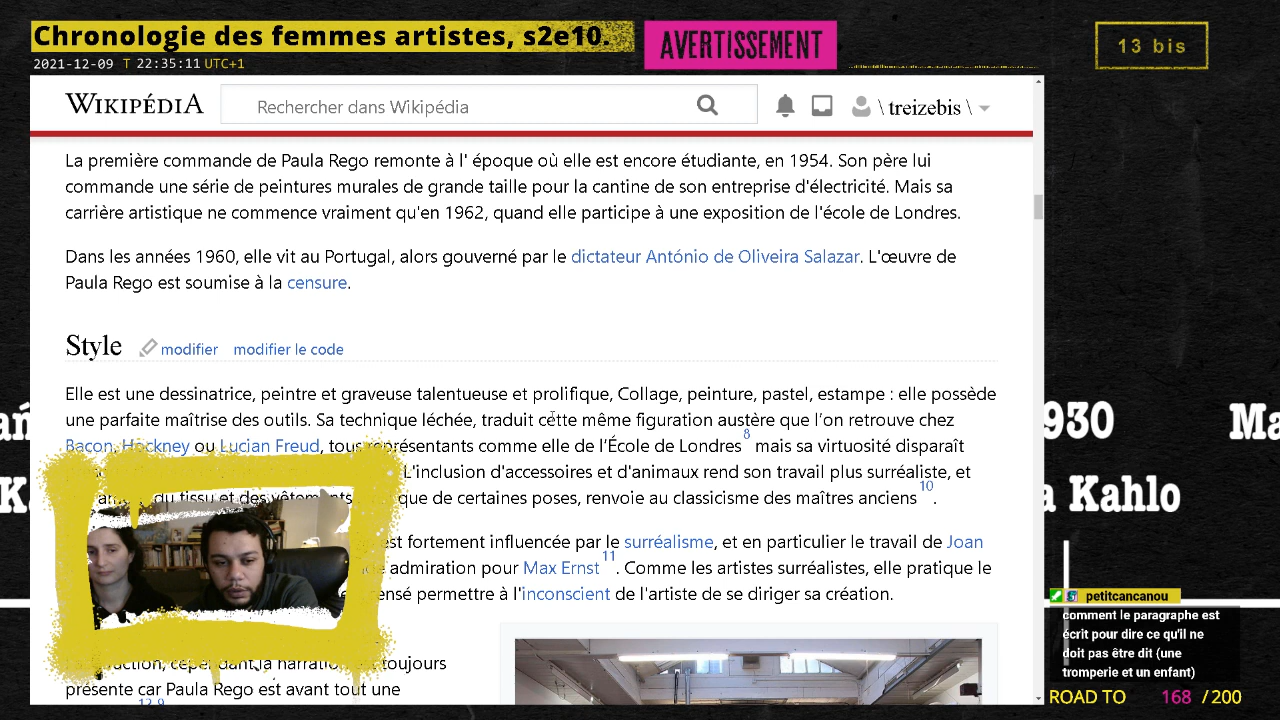 Chronologie des femmes artistes, s2e10.
AVERTISSEMENT
13 bis
2021-12-09 T 22:35:11 UTC+1
WIKIPÉDIA
Rechercher dans Wikipédia
\ treizebis \
La première commande de Paula Rego remonte à l' époque où elle est encore étudiante, en 1954. Son père lui
commande une série de peintures murales de grande taille pour la cantine de son entreprise d'électricité. Mais sa
carrière artistique ne commence vraiment qu'en 1962, quand elle participe à une exposition de l'école de Londres.
Dans les années 1960, elle vit au Portugal, alors gouverné par le dictateur António de Oliveira Salazar. L'œuvre de
Paula Rego est soumise à la censure.
Style modifier modifier le code
Elle est une dessinatrice, peintre et graveuse talentueuse et prolifique, Collage, peinture, pastel, estampe : elle possède
une parfaite maîtrise des outils. Sa technique léchée, traduit cette même figuration austère que l'on retrouve chez
Bacon, Hockney ou Lucian Freud, tous représentants comme elle de l'École de Londres 8 mais sa virtuosité disparaît
L'inclusion d'accessoires et d'animaux rend son travail plus surréaliste, et
du tissu et des vêtements que de certaines poses, renvoie au classicisme des maîtres anciens 10.
est fortement influencée par le surréalisme, et en particulier le travail de Joan
admiration pour Max Ernst 11. Comme les artistes surréalistes, elle pratique le
censé permettre à l'inconscient de l'artiste de se diriger sa création.
cependant la narration toujours
présente car Paula Rego est avant tout une
12,9
1930
Ma
Kahlo
petitcancanou
comment le paragraphe est
écrit pour dire ce qu'il ne
doit pas être dit (une
tromperie et un enfant)
ROAD TO 168 / 200